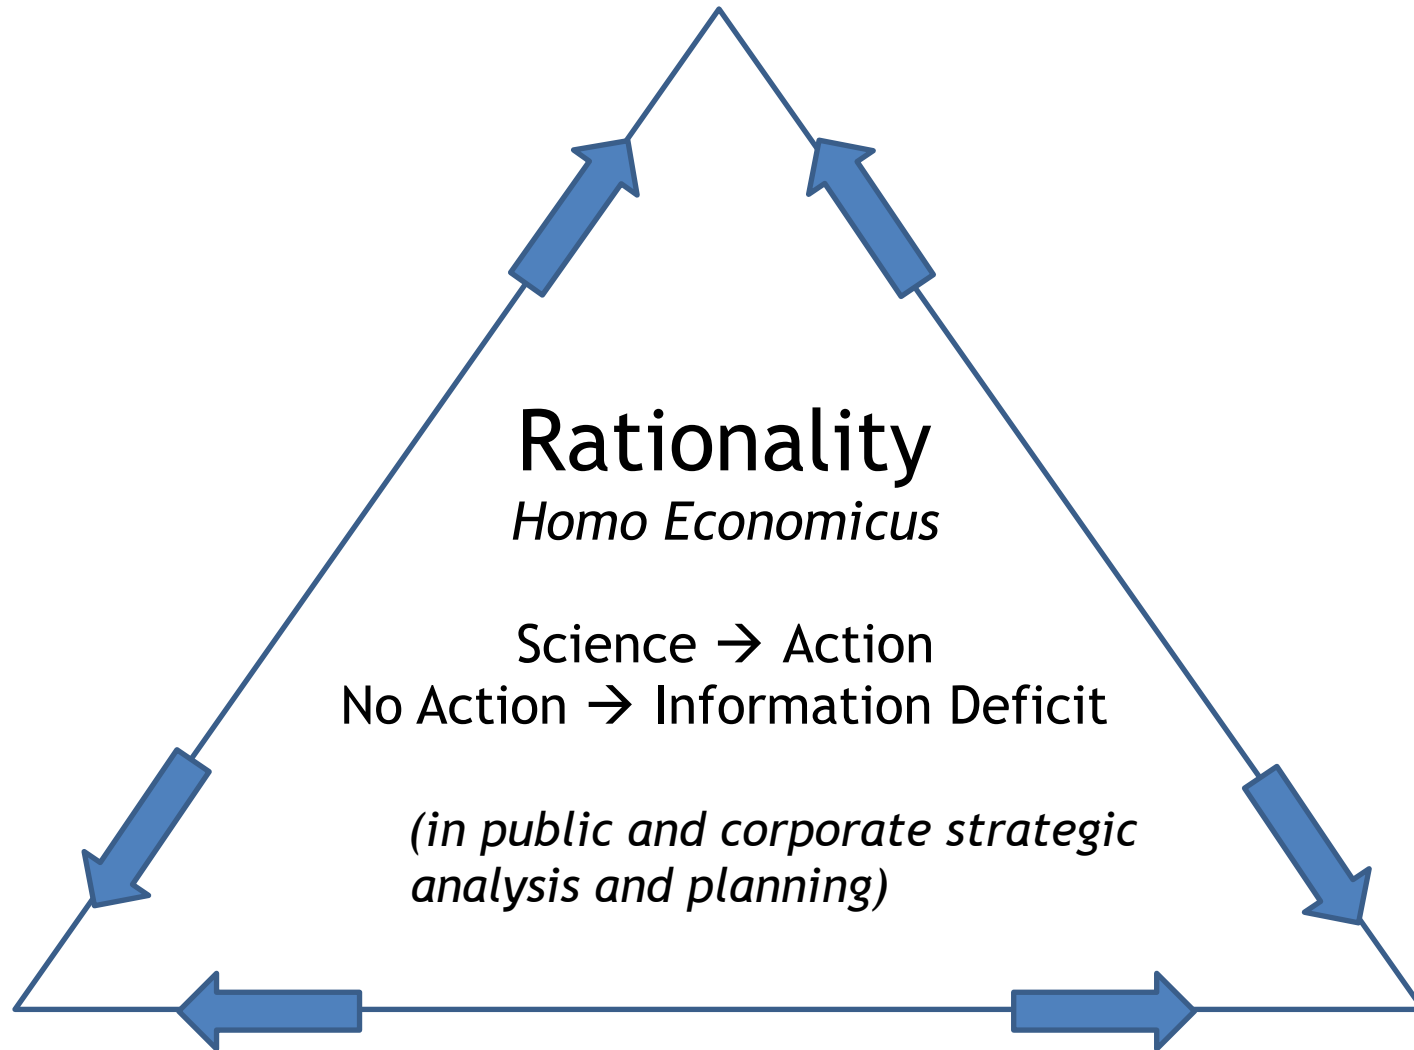 Rationality
Homo Economicus
Science → Action
No Action → Information Deficit
(in public and corporate strategic
analysis and planning)